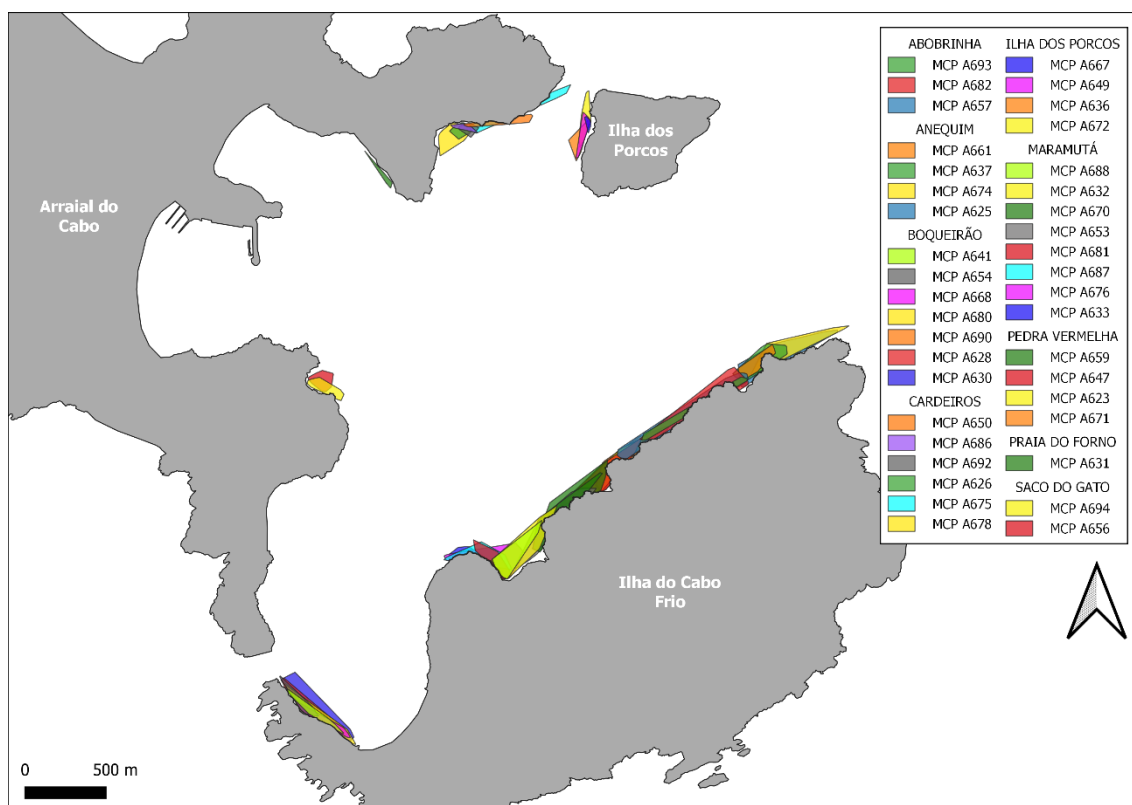 Arraial do
Cabo
Ilha dos
Porcos
Ilha do Cabo
Frio
0 500 m
ABOBRINHA
MCP A693
MCP A682
MCP A657
ANEQUIM
MCP A661
MCP A637
MCP A674
MCP A625
BOQUEIRÃO
MCP A641
MCP A654
MCP A668
MCP A680
MCP A690
MCP A628
MCP A630
CARDEIROS
MCP A650
MCP A686
MCP A692
MCP A626
MCP A675
MCP A678
ILHA DOS PORCOS
MCP A667
MCP A649
MCP A636
MCP A672
MARAMUTÁ
MCP A688
MCP A632
MCP A670
MCP A653
MCP A681
MCP A687
MCP A676
MCP A633
PEDRA VERMELHA
MCP A659
MCP A647
MCP A623
MCP A671
PRAIA DO FORNO
MCP A631
SACO DO GATO
MCP A694
MCP A656